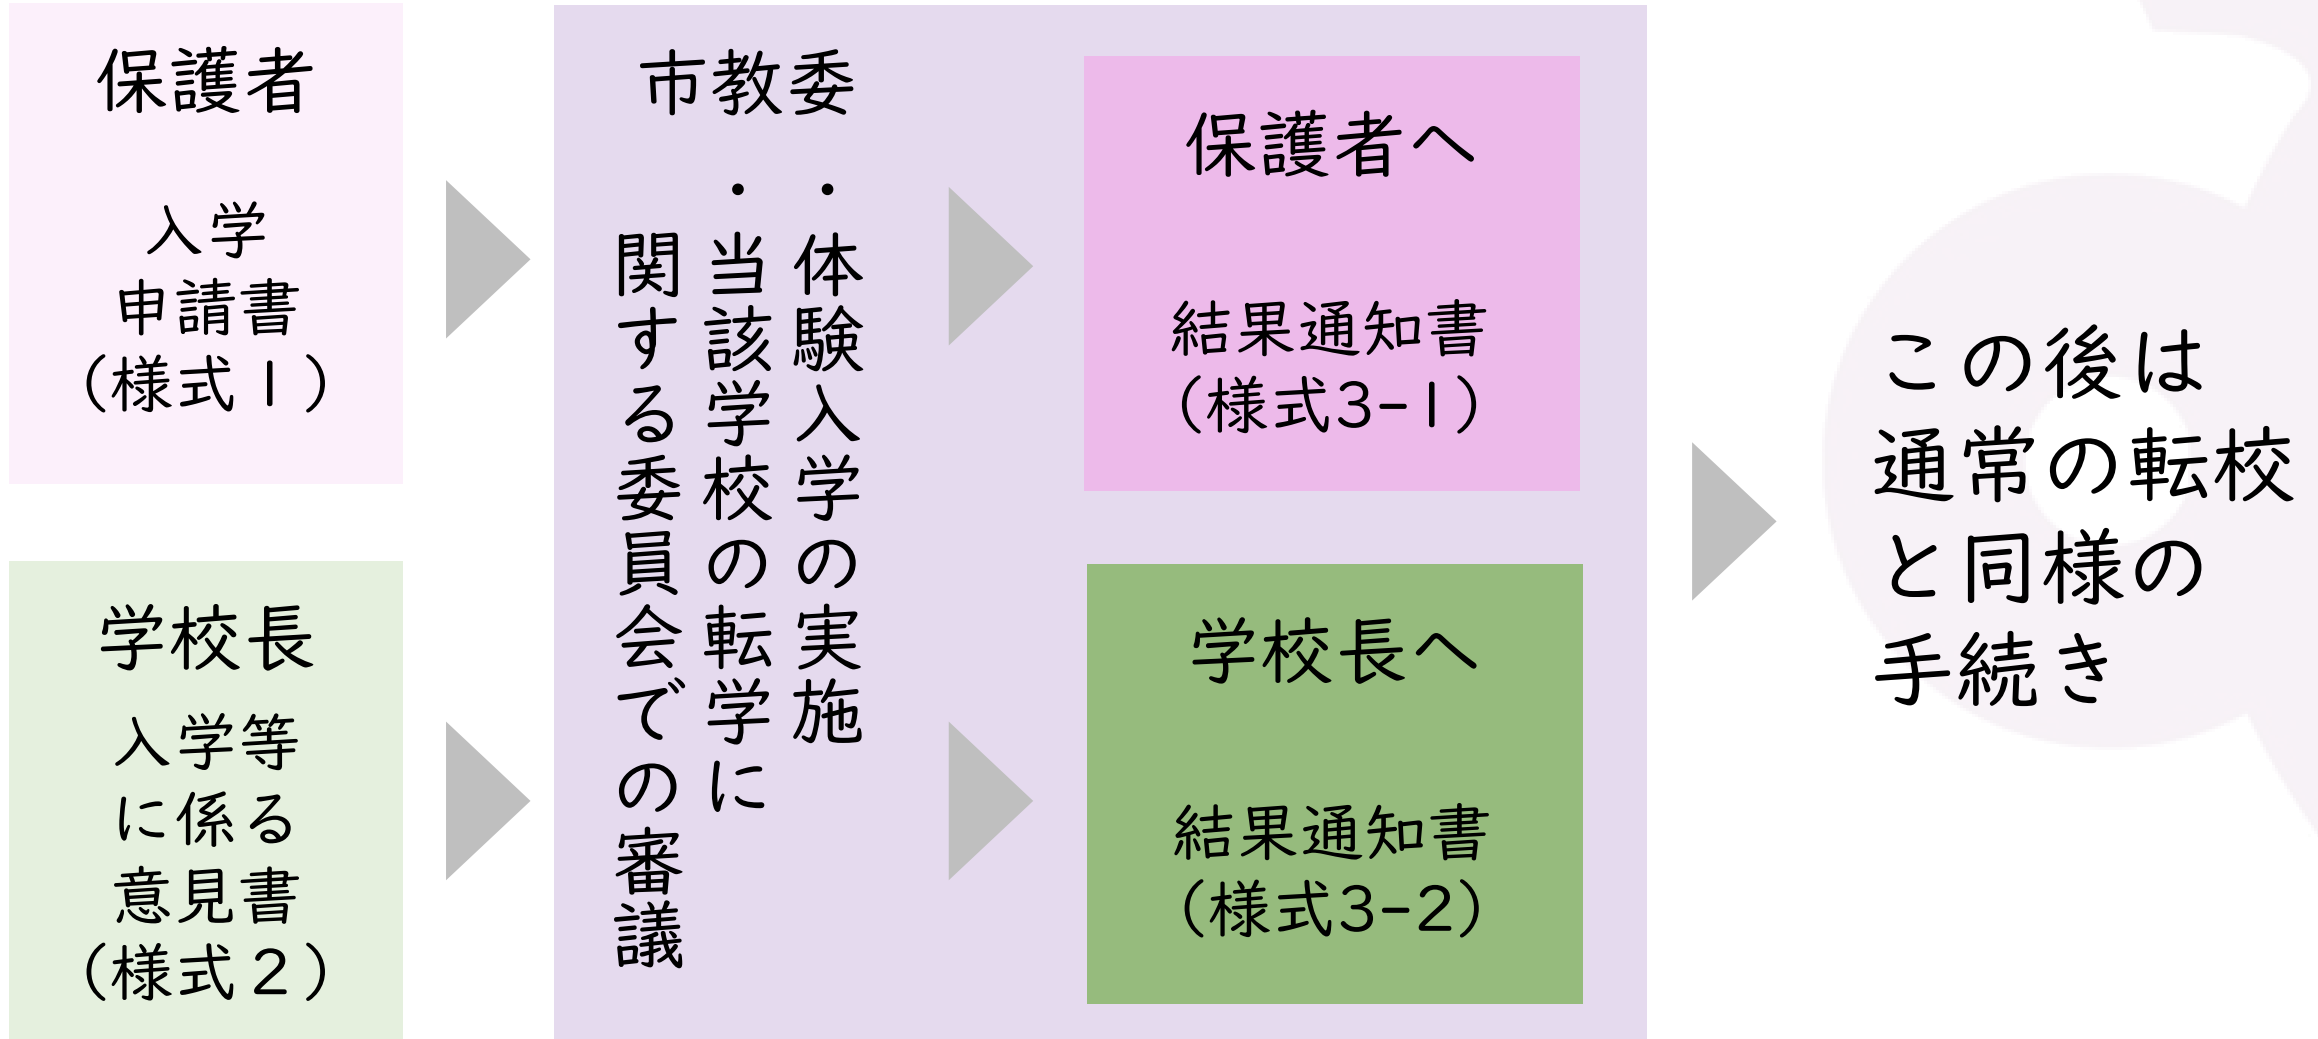 保護者
入学
申請書
（様式１）
学校長
入学等
に係る
意見書
（様式２）
市教委
・体験入学の実施
・当該学校の転学に
関する委員会での審議
保護者へ
結果通知書
（様式3-1）
学校長へ
結果通知書
（様式3-2）
この後は
通常の転校
と同様の
手続き